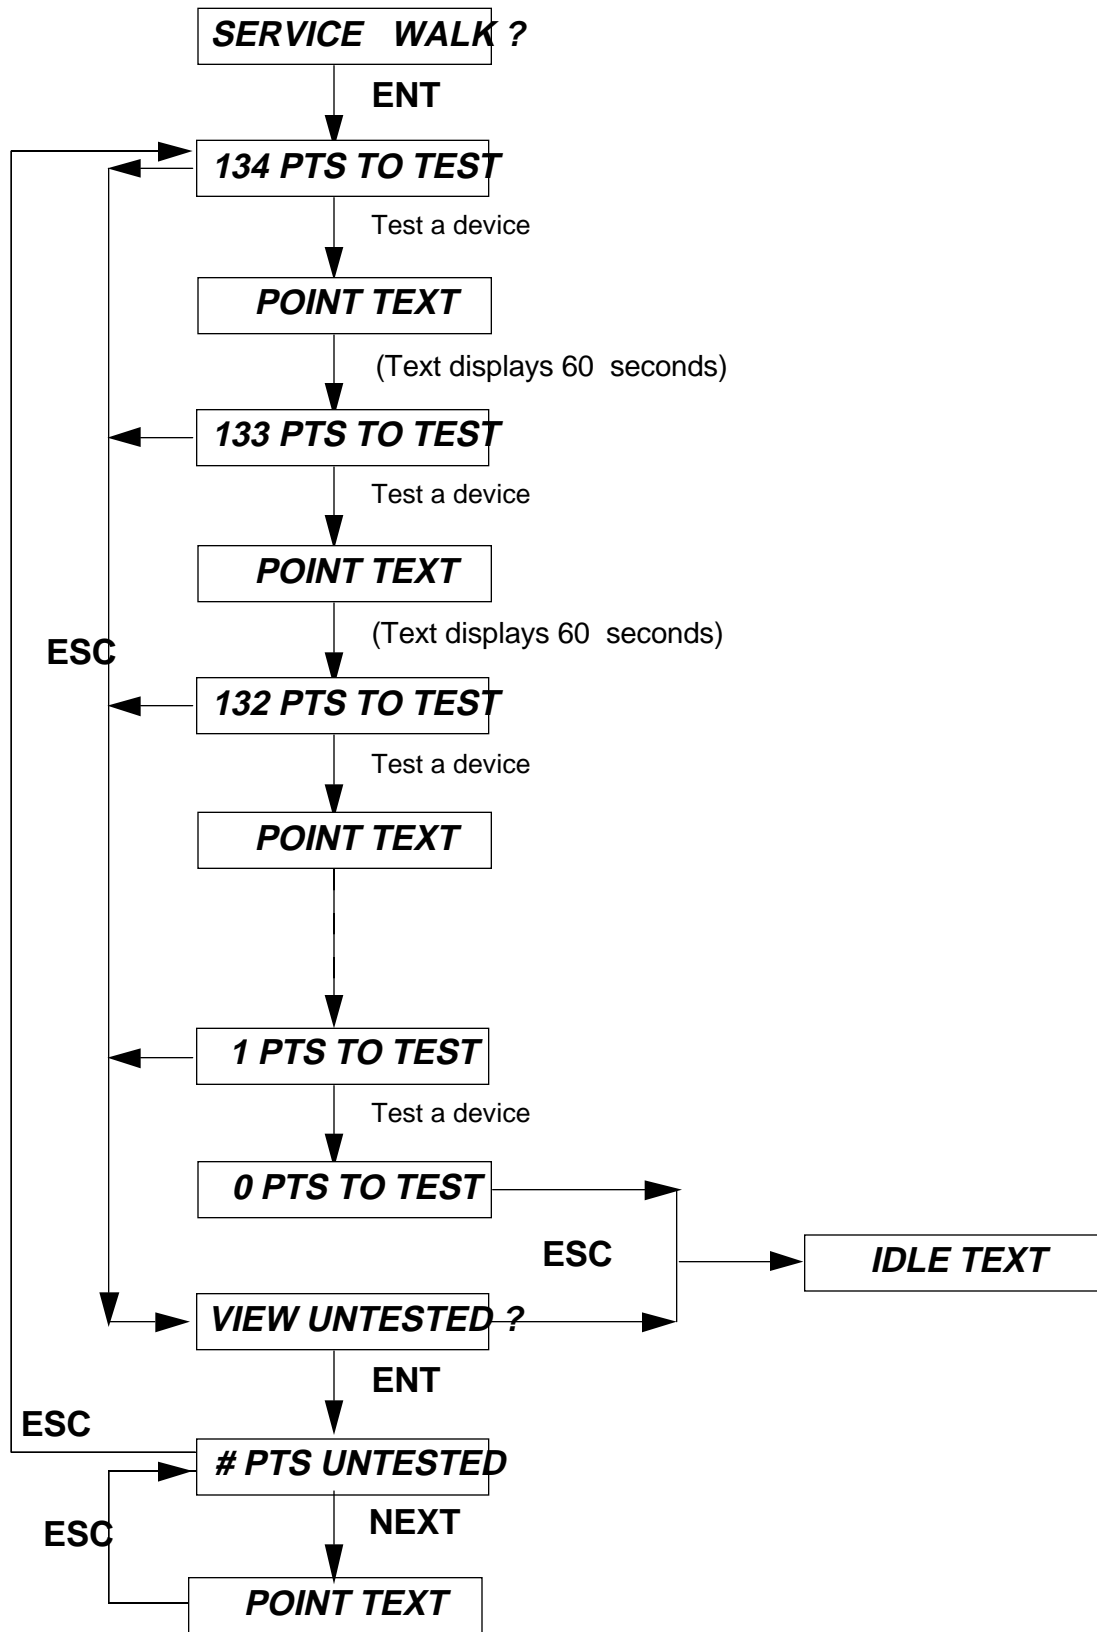 SERVICE WALK ?
ENT
134 PTS TO TEST
Test a device
POINT TEXT
(Text displays 60 seconds)
133 PTS TO TEST
Test a device
POINT TEXT
(Text displays 60 seconds)
ESC
132 PTS TO TEST
Test a device
POINT TEXT
1 PTS TO TEST
Test a device
0 PTS TO TEST
ESC
IDLE TEXT
VIEW UNTESTED ?
ENT
ESC
# PTS UNTESTED
NEXT
ESC
POINT TEXT